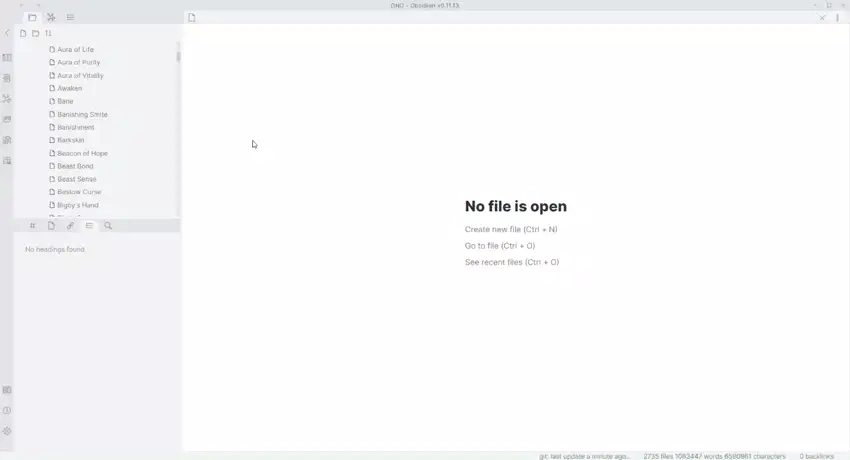 DND - Obsidian v0.11.13
Aura of Life
Aura of Purity
Aura of Vitality
Awaken
Bane
Banishing Smite
Banishment
Barkskin
Beacon of Hope
Beast Bond
Beast Sense
Bestow Curse
Bigby's Hand
No headings found
No file is open
Create new file (Ctrl + N)
Go to file (Ctrl + O)
See recent files (Ctrl + O)
git: last update a minute ago...
2735 files 1083447 words 6580861 characters
0 backlinks